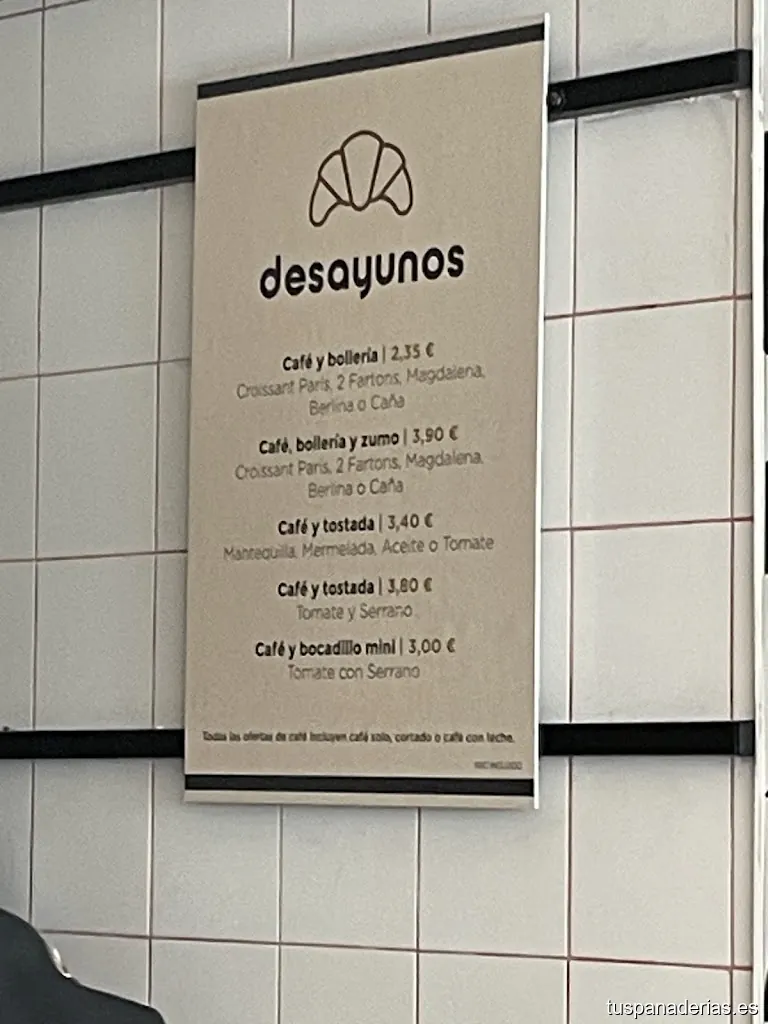 desayunos
Café y bollería | 2,35 €
Croissant París, 2 Fartons, Magdalena,
Berlina o Caña
Café, bollería y zumo | 3,90 €
Croissant París, 2 Fartons, Magdalena,
Berlina o Caña
Café y tostada | 3,40 €
Mantequilla, Mermelada, Aceite o Tomate
Café y tostada | 3,80 €
Tomate y Serrano
Café y bocadillo mini | 3,00 €
Tomate con Serrano
Todas las ofertas de café incluyen café solo, cortado o café con leche.
tuspanaderias.es